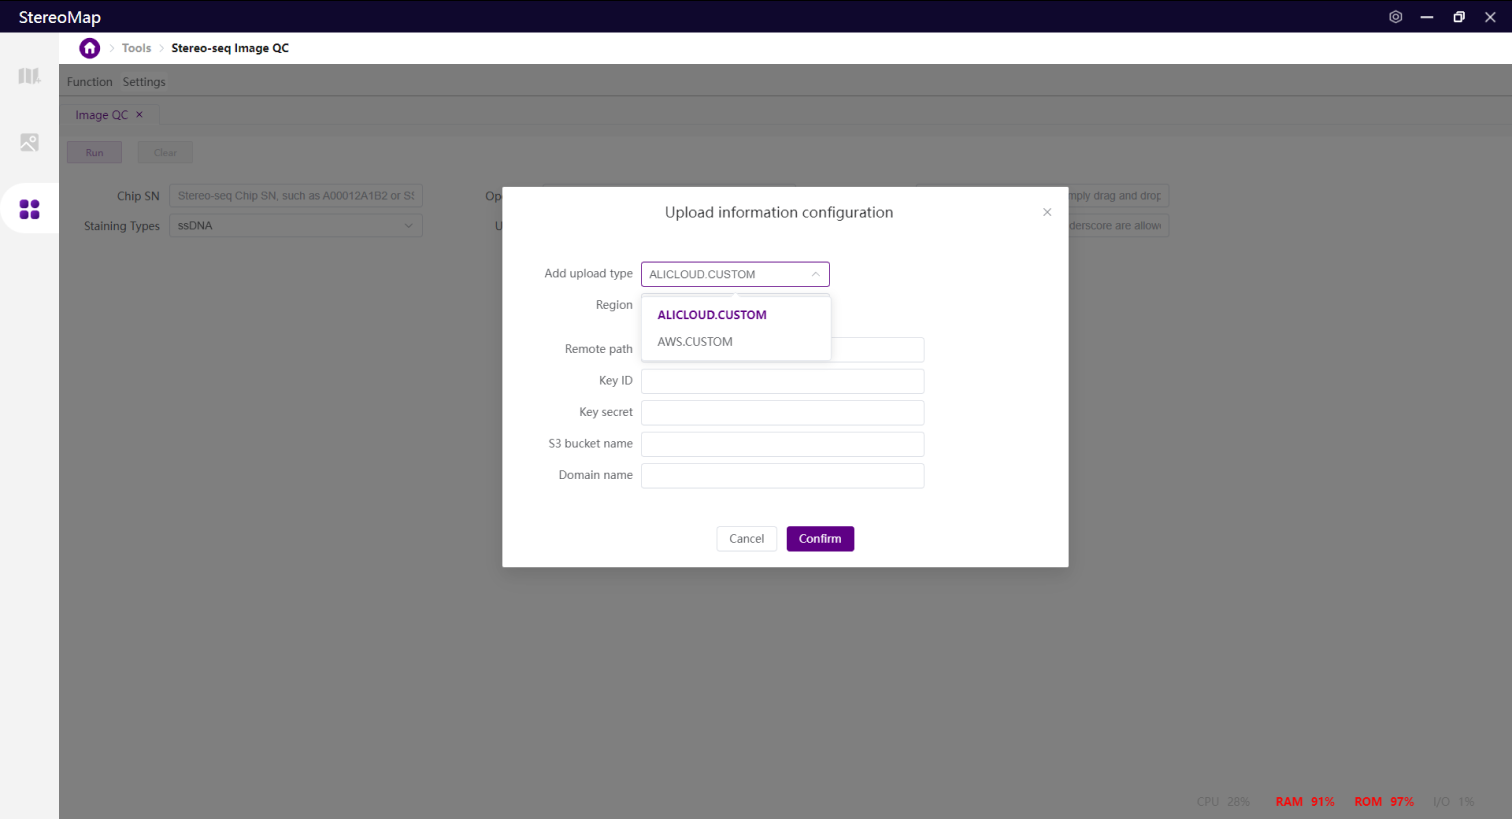 StereoMap
Tools
Stereo-seq Image QC
Function Settings
Image QC ×
Run Clear
Chip SN Stereo-seq Chip SN, such as A00012A1B2 or SS
Staining Types ssDNA
Op
U
mply drag and drop
derscore are allowe
Upload information configuration
Add upload type ALICLOUD.CUSTOM
Region
ALICLOUD.CUSTOM
AWS.CUSTOM
Remote path
Key ID
Key secret
S3 bucket name
Domain name
Cancel Confirm
CPU 28% RAM 91% ROM 97% I/O 1%